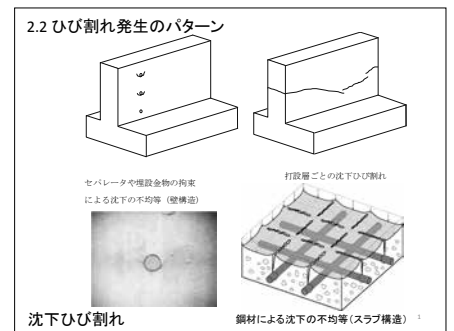 2.2 ひび割れ発生のパターン
セパレータや埋設金物の拘束
による沈下の不均等（壁構造）
打設層ごとの沈下ひび割れ
沈下ひび割れ
鋼材による沈下の不均等(スラブ構造)
1